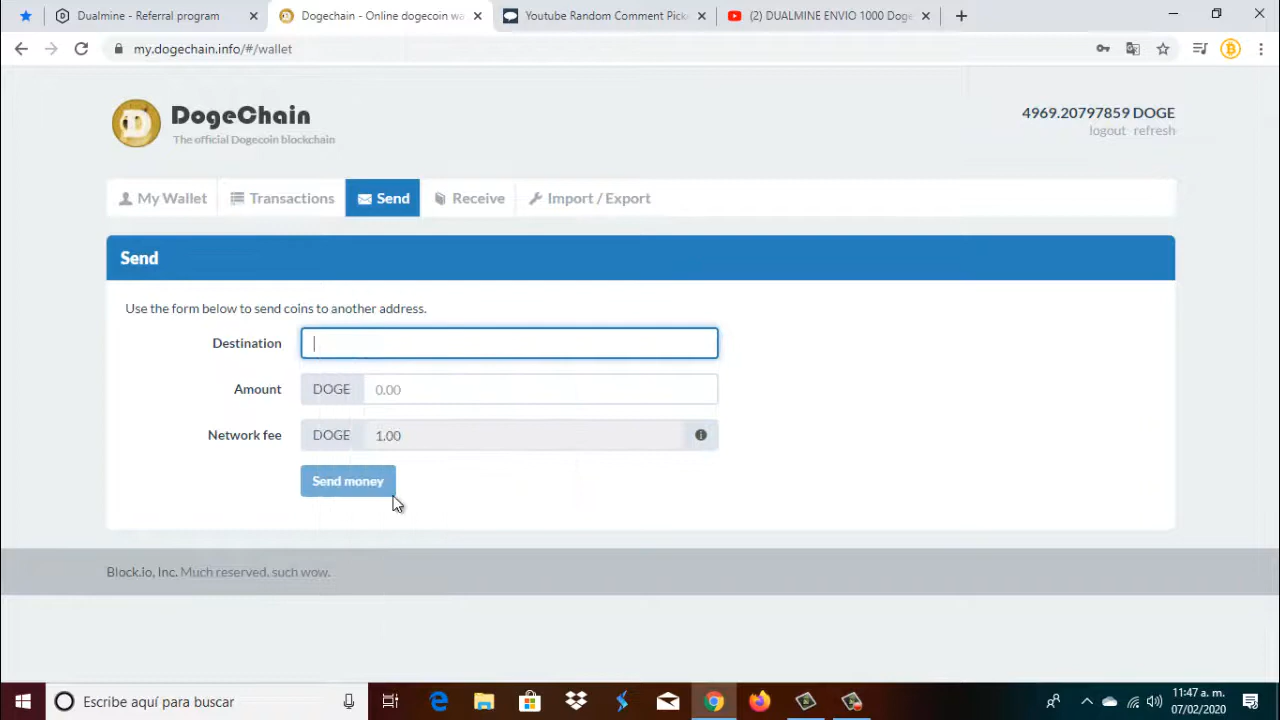 Dualmine - Referral program
Dogechain - Online dogecoin wa
Youtube Random Comment Pick
(2) DUALMINE ENVIO 1000 Doge
my.dogechain.info/#/wallet
DogeChain
The official Dogecoin blockchain
4969.20797859 DOGE
logout refresh
My Wallet
Transactions
Send
Receive
Import / Export
Send
Use the form below to send coins to another address.
Destination
Amount DOGE 0.00
Network fee DOGE 1.00
Send money
Block.io, Inc. Much reserved, such wow.
Escribe aquí para buscar
11:47 a. m.
07/02/2020